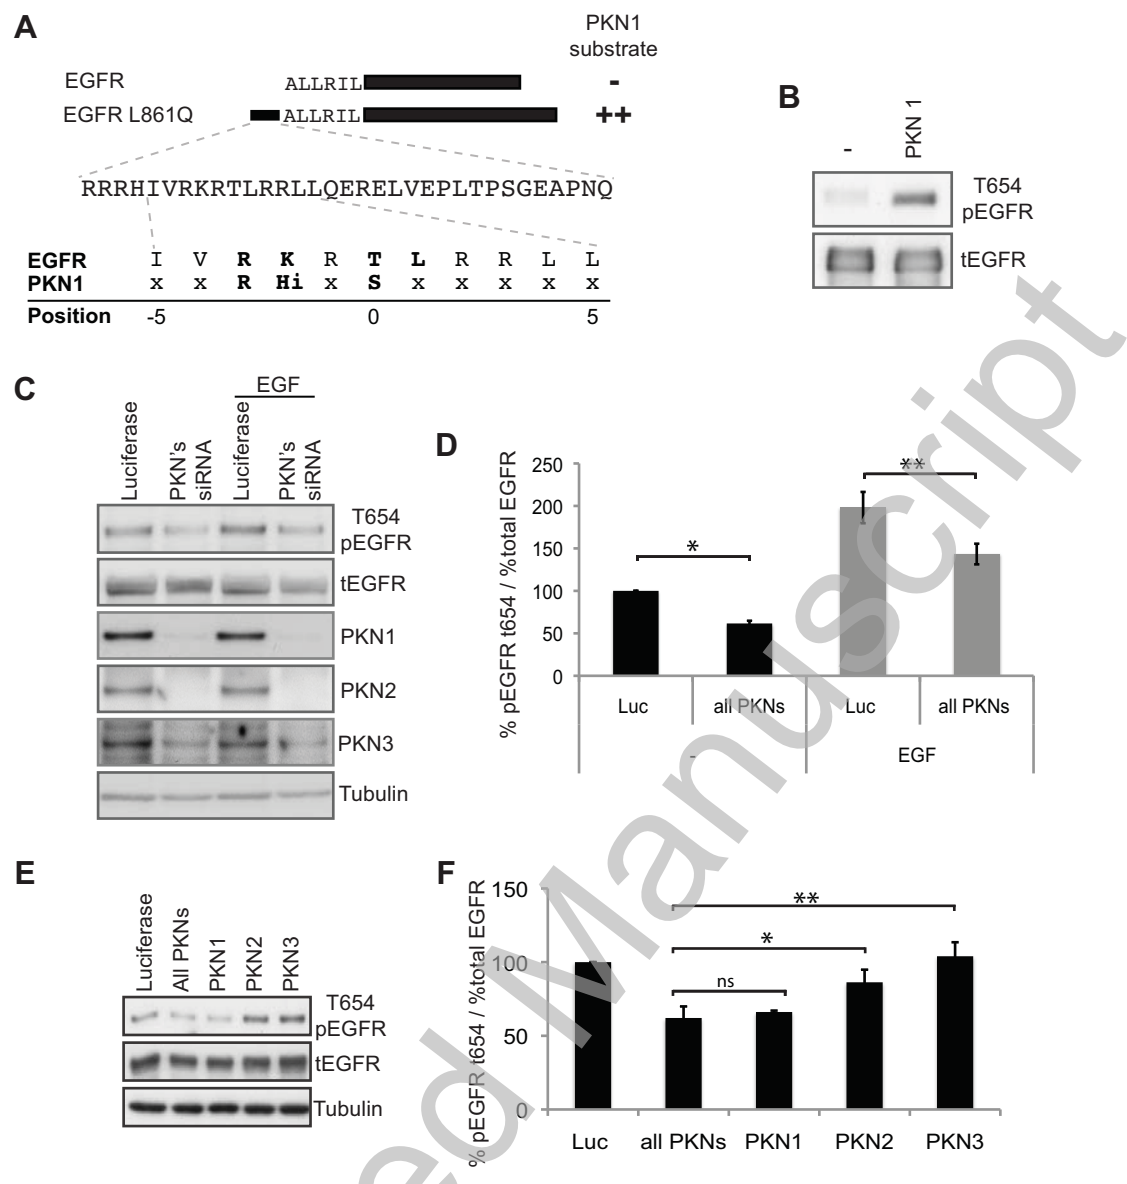 A
PKN1
substrate
EGFR ALLRIL -
EGFR L861Q ALLRIL ++
RRRHIVRKRTLRRLLQERELVEPLTPSGEAPNQ
EGFR I V R K R T L R R L L
PKN1 x x R Hi x S x x x x x
Position -5 0 5
B
- PKN 1
T654
pEGFR
tEGFR
C
EGF
Luciferase
PKN's
siRNA
Luciferase
PKN's
siRNA
T654
pEGFR
tEGFR
PKN1
PKN2
PKN3
Tubulin
D
% pEGFR t654 / %total EGFR
250
200
150
100
50
0
*
**
Luc all PKNs Luc all PKNs
- EGF
E
Luciferase
All PKNs
PKN1
PKN2
PKN3
T654
pEGFR
tEGFR
Tubulin
F
% pEGFR t654 / %total EGFR
150
100
50
0
**
*
ns
Luc all PKNs PKN1 PKN2 PKN3
ed Manuscript